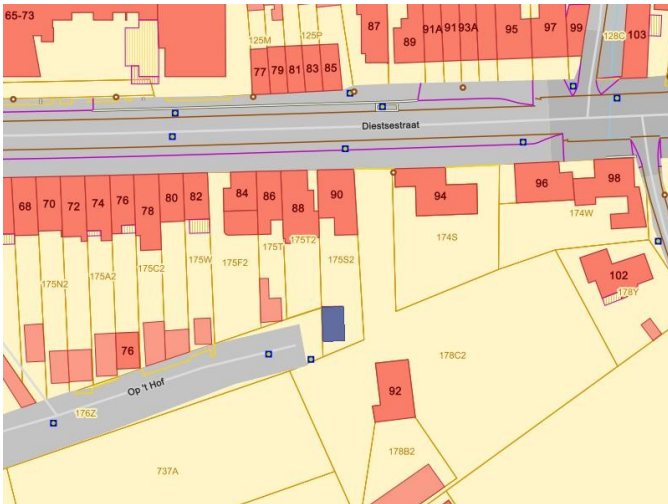 65-73
87
89
91A
91
93A
95
97
99
128C
103
125M
125P
77
79
81
83
85
Diestsestraat
68
70
72
74
76
78
80
82
84
86
88
90
94
96
98
174W
174S
175N2
175A2
175C2
175W
175F2
175T
175T2
175S2
102
178Y
76
178C2
Op 't Hof
92
176Z
178B2
737A